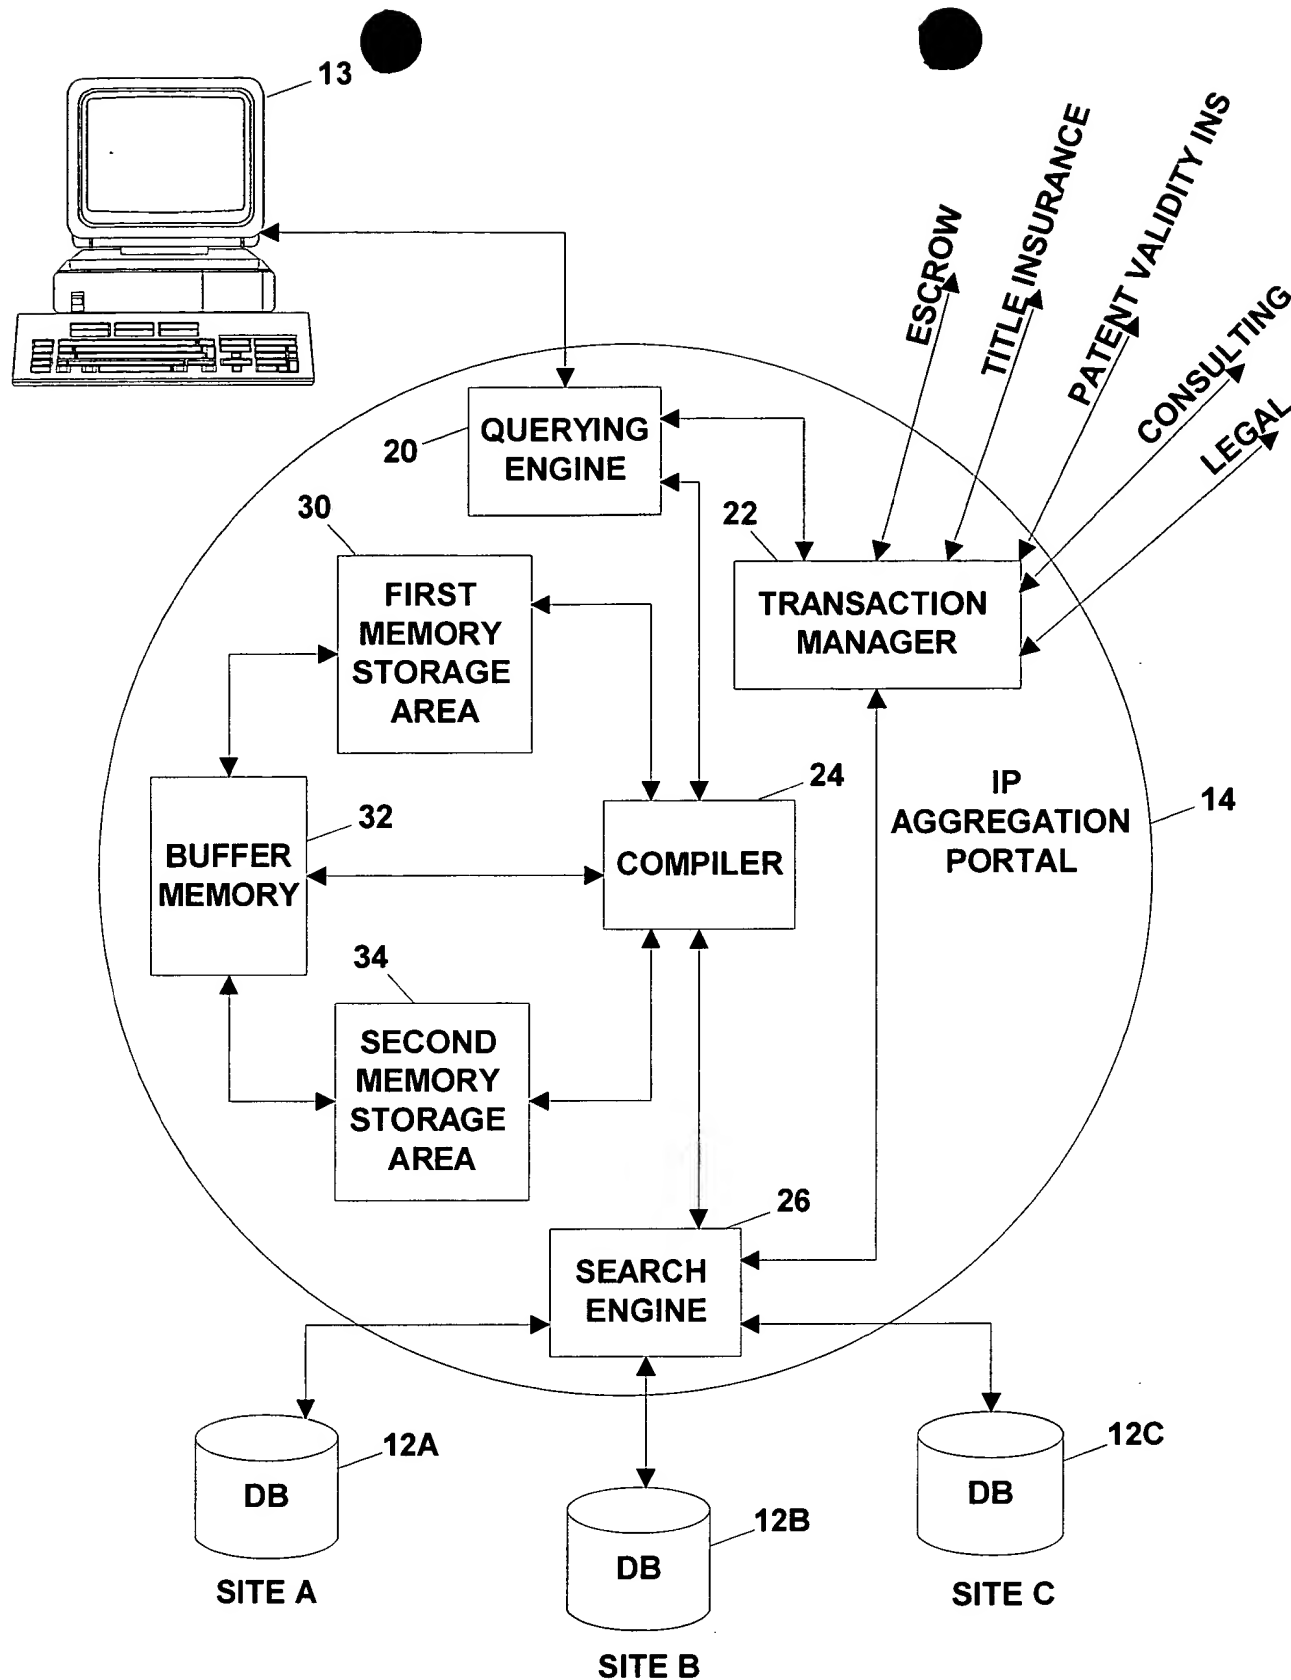 13
ESCROW
TITLE INSURANCE
PATENT VALIDITY INS
CONSULTING
LEGAL
20
QUERYING
ENGINE
30
FIRST
MEMORY
STORAGE
AREA
22
TRANSACTION
MANAGER
32
BUFFER
MEMORY
24
COMPILER
IP
AGGREGATION
PORTAL
14
34
SECOND
MEMORY
STORAGE
AREA
26
SEARCH
ENGINE
12A
DB
SITE A
12B
DB
SITE B
12C
DB
SITE C